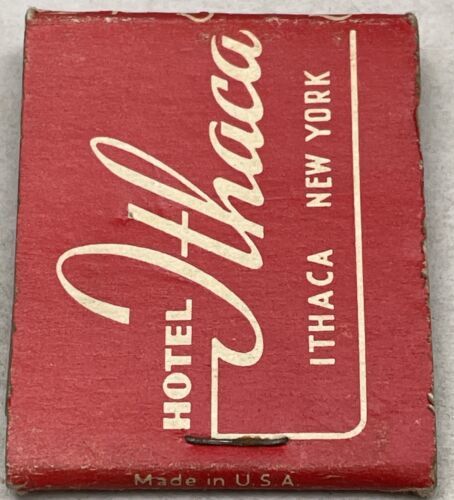 HOTEL
Ithaca
ITHACA NEW YORK
Made in U.S.A.